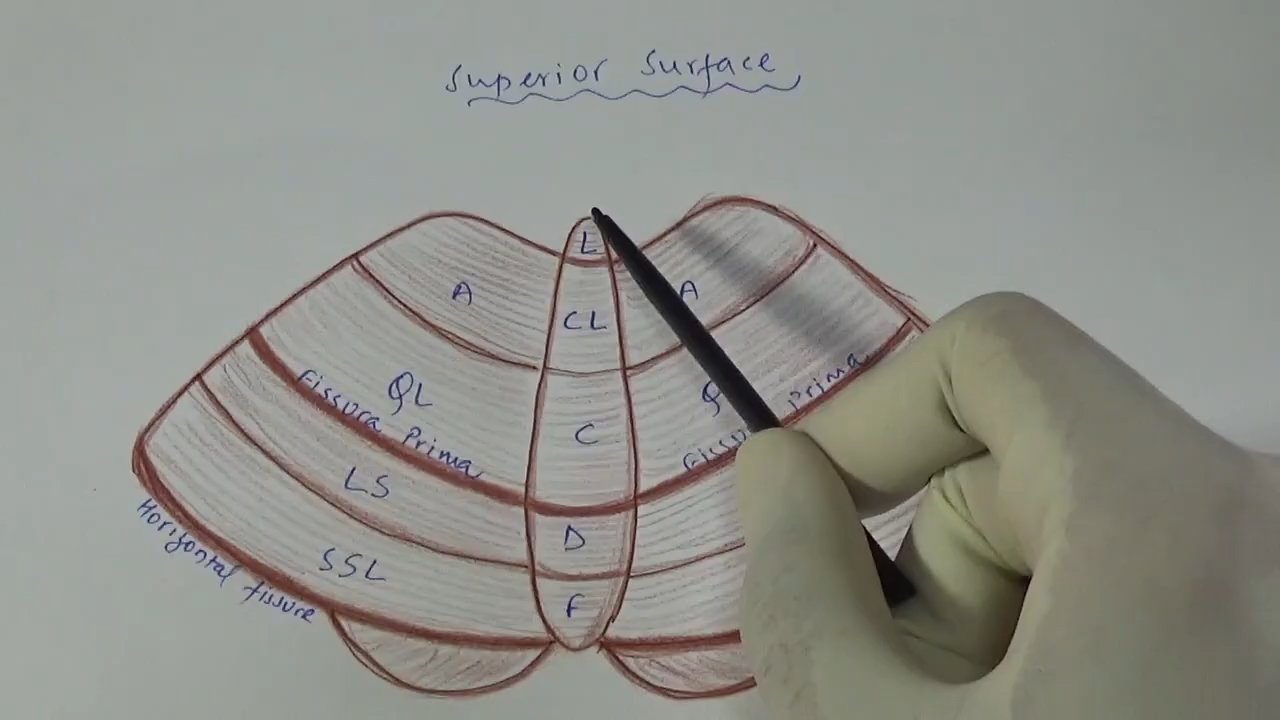 Superior Surface
L
A
A
CL
QL
Q
C
Fissura Prima
Prima
LS
D
SSL
F
Horizontal fissure